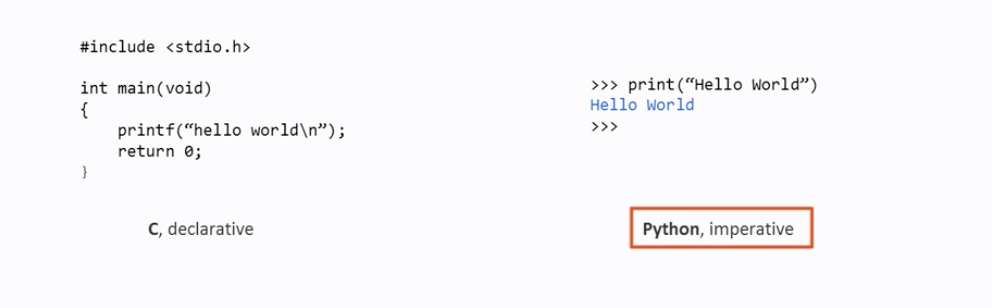 #include <stdio.h>
int main(void)
{
printf(“hello world\n”);
return 0;
}
C, declarative
>>> print(“Hello World”)
Hello World
>>>
Python, imperative